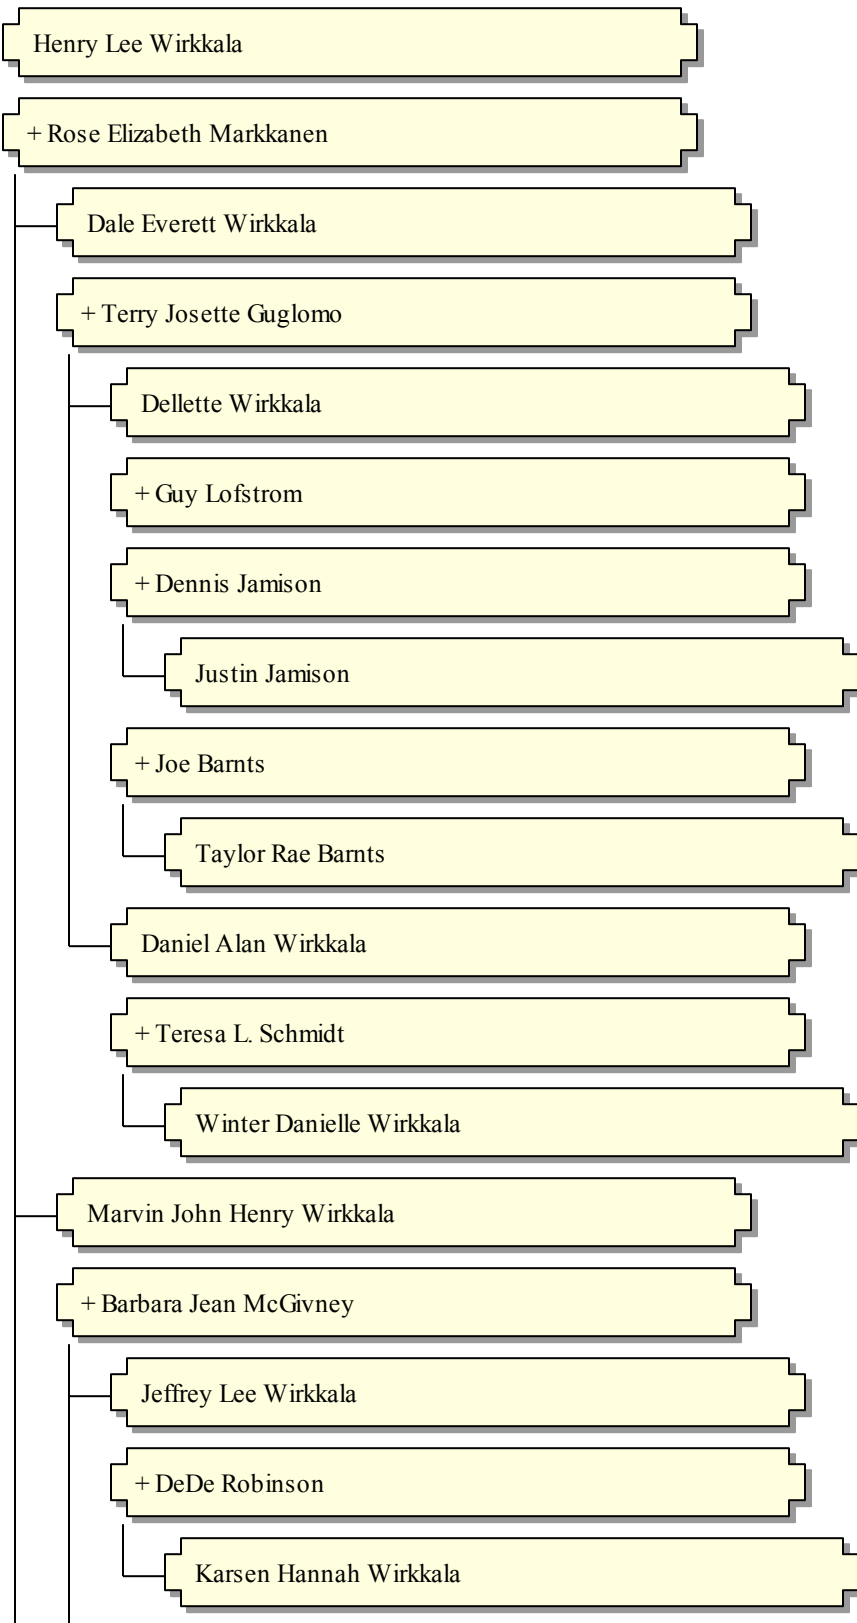 Henry Lee Wirkkala
+ Rose Elizabeth Markkanen
Dale Everett Wirkkala
+ Terry Josette Guglomo
Dellette Wirkkala
+ Guy Lofstrom
+ Dennis Jamison
Justin Jamison
+ Joe Barnts
Taylor Rae Barnts
Daniel Alan Wirkkala
+ Teresa L. Schmidt
Winter Danielle Wirkkala
Marvin John Henry Wirkkala
+ Barbara Jean McGivney
Jeffrey Lee Wirkkala
+ DeDe Robinson
Karsen Hannah Wirkkala